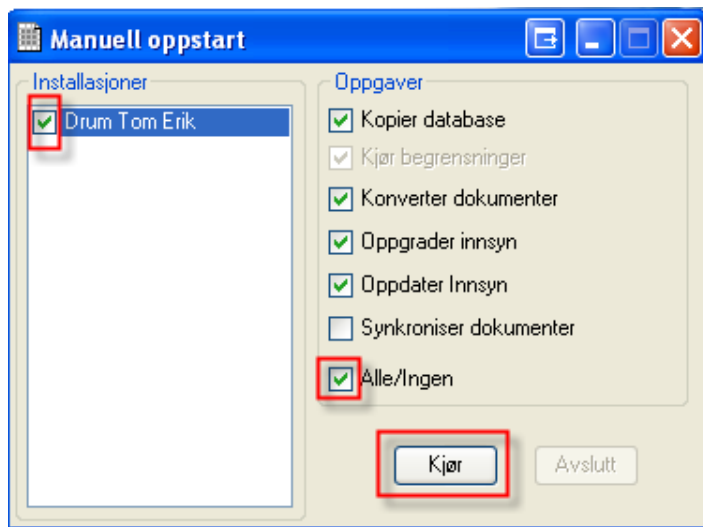 Manuell oppstart
Installasjoner
Drum Tom Erik
Oppgaver
Kopier database
Kjør begrensninger
Konverter dokumenter
Oppgrader innsyn
Oppdater Innsyn
Synkroniser dokumenter
Alle/Ingen
Kjør
Avslutt